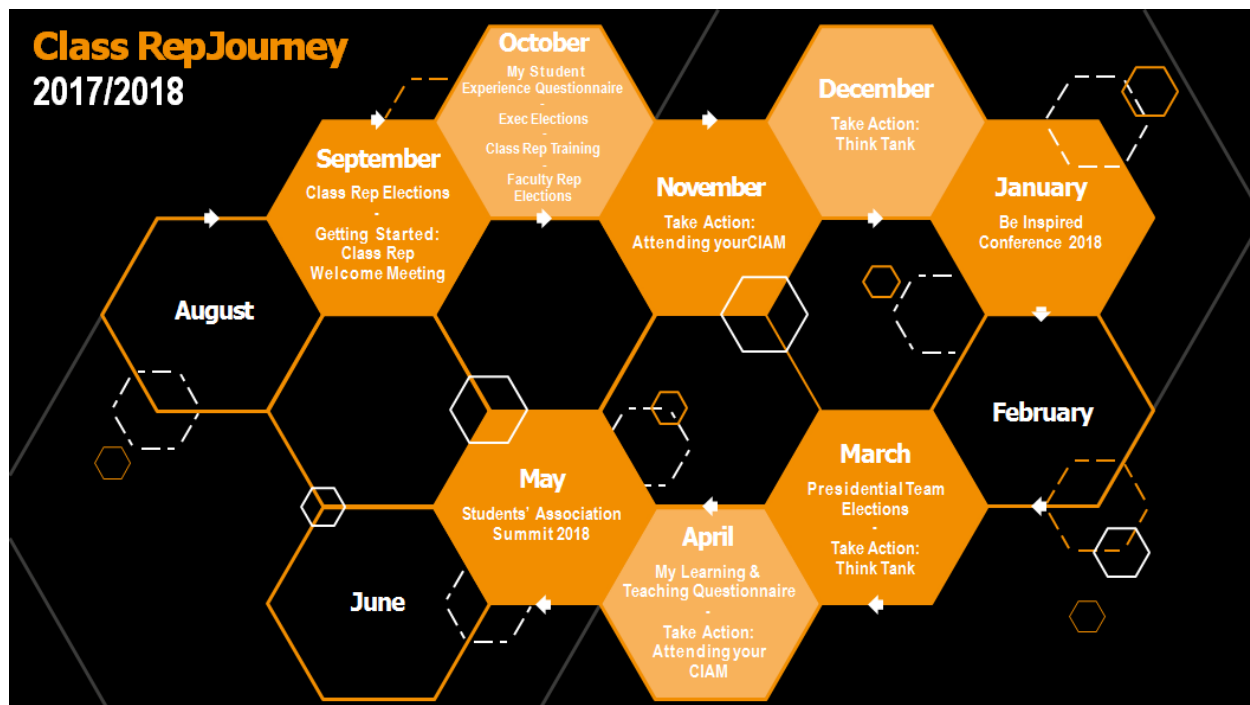 Class RepJourney
2017/2018
August
September
Class Rep Elections
-
Getting Started:
Class Rep
Welcome Meeting
October
My Student
Experience Questionnaire
-
Exec Elections
-
Class Rep Training
-
Faculty Rep
Elections
November
Take Action:
Attending yourCIAM
December
Take Action:
Think Tank
January
Be Inspired
Conference 2018
February
March
Presidential Team
Elections
-
Take Action:
Think Tank
April
My Learning &
Teaching Questionnaire
-
Take Action:
Attending your
CIAM
May
Students’ Association
Summit 2018
June